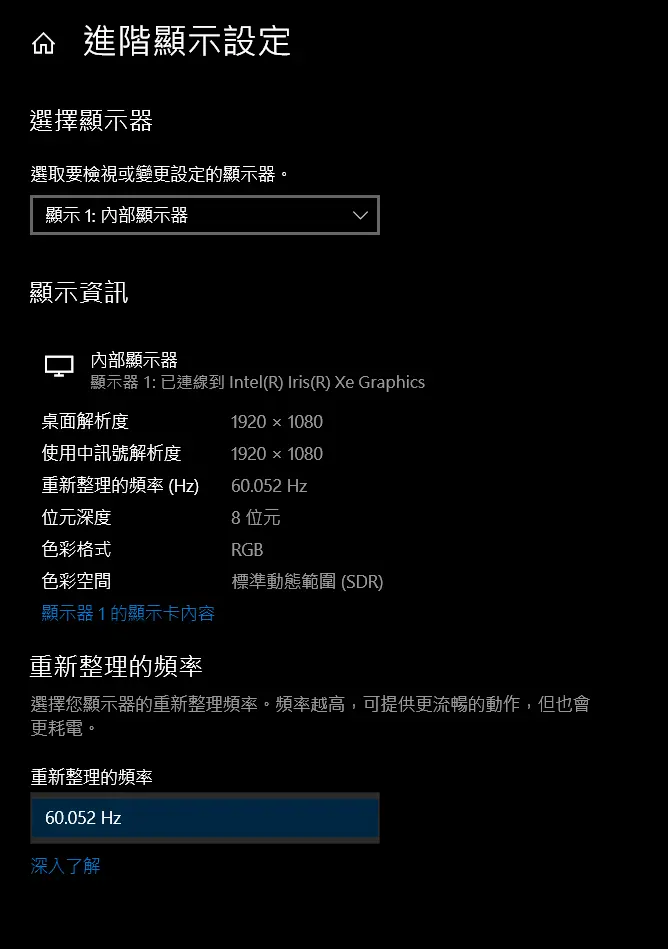 進階顯示設定
選擇顯示器
選取要檢視或變更設定的顯示器。
顯示 1: 內部顯示器
顯示資訊
內部顯示器
顯示器 1: 已連線到 Intel(R) Iris(R) Xe Graphics
桌面解析度 1920 × 1080
使用中訊號解析度 1920 × 1080
重新整理的頻率 (Hz) 60.052 Hz
位元深度 8 位元
色彩格式 RGB
色彩空間 標準動態範圍 (SDR)
顯示器 1 的顯示卡內容
重新整理的頻率
選擇您顯示器的重新整理頻率。頻率越高，可提供更流暢的動作，但也會
更耗電。
重新整理的頻率
60.052 Hz
深入了解